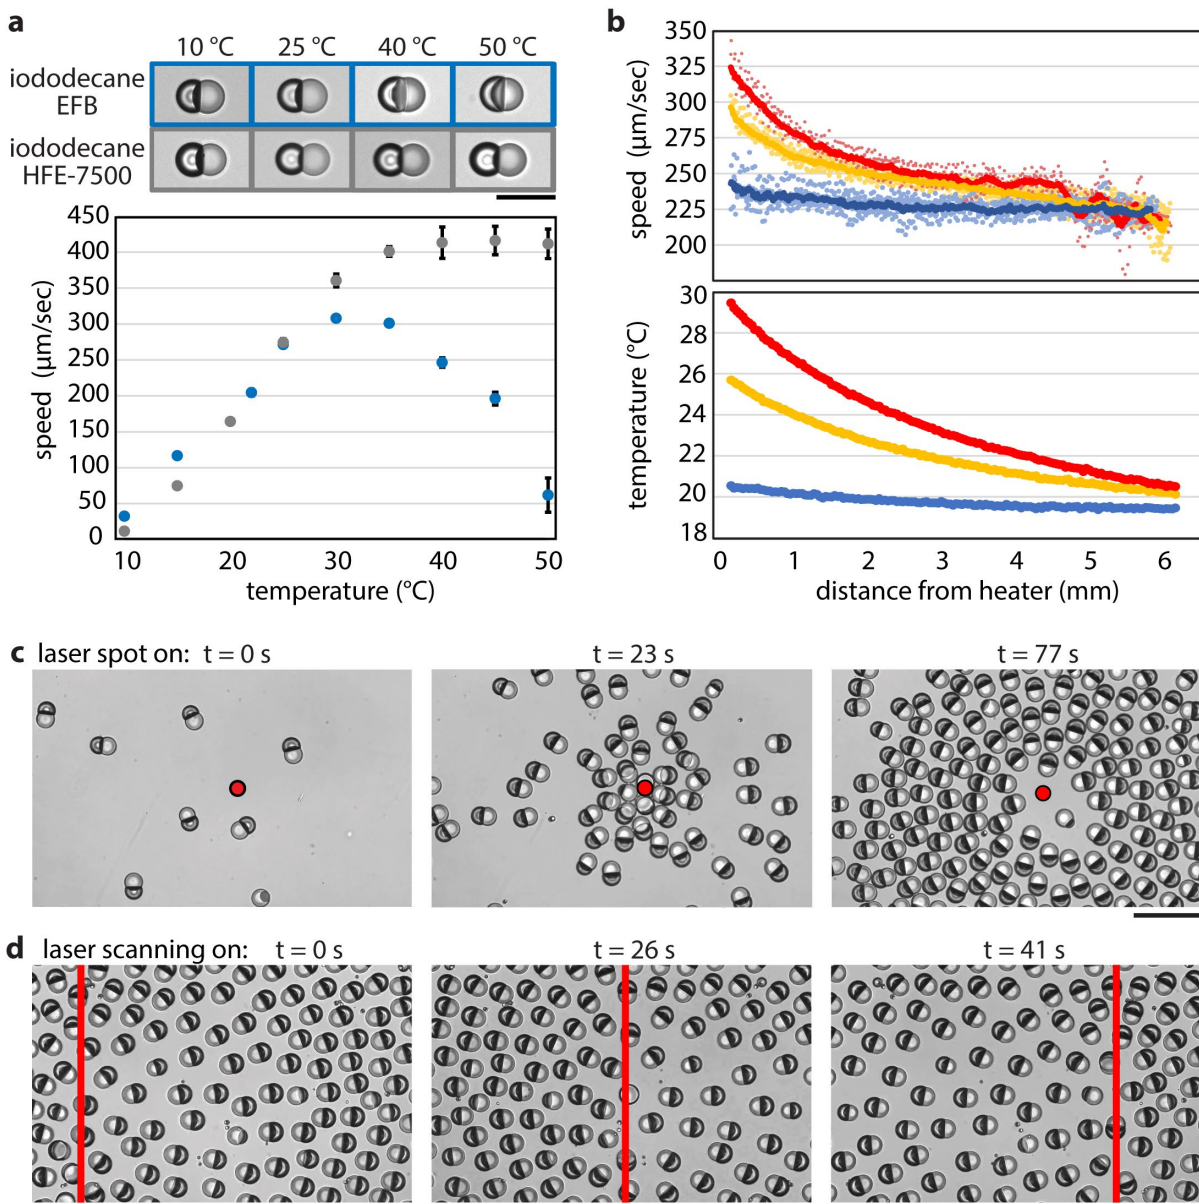 a
10 °C 25 °C 40 °C 50 °C
iododecane
EFB
iododecane
HFE-7500
450
400
350
300
250
200
150
100
50
0
speed (µm/sec)
10 20 30 40 50
temperature (°C)
b
350
325
300
275
250
225
200
speed (µm/sec)
30
28
26
24
22
20
18
temperature (°C)
0 1 2 3 4 5 6
distance from heater (mm)
c laser spot on: t = 0 s t = 23 s t = 77 s
d laser scanning on: t = 0 s t = 26 s t = 41 s